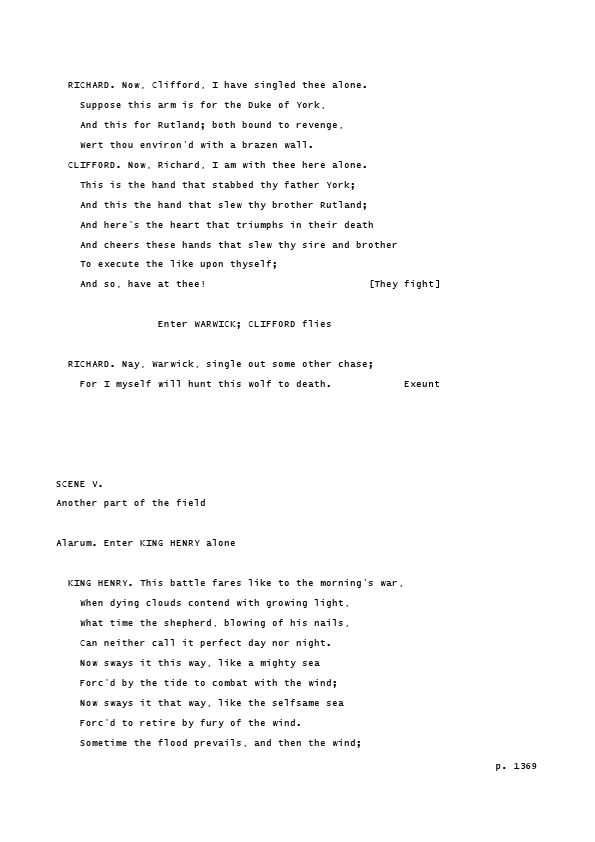 RICHARD. Now, Clifford, I have singled thee alone.
Suppose this arm is for the Duke of York,
And this for Rutland; both bound to revenge,
Wert thou environ'd with a brazen wall.
CLIFFORD. Now, Richard, I am with thee here alone.
This is the hand that stabbed thy father York;
And this the hand that slew thy brother Rutland;
And here's the heart that triumphs in their death
And cheers these hands that slew thy sire and brother
To execute the like upon thyself;
And so, have at thee! [They fight]
Enter WARWICK; CLIFFORD flies
RICHARD. Nay, Warwick, single out some other chase;
For I myself will hunt this wolf to death. Exeunt
SCENE V.
Another part of the field
Alarum. Enter KING HENRY alone
KING HENRY. This battle fares like to the morning's war,
When dying clouds contend with growing light,
What time the shepherd, blowing of his nails,
Can neither call it perfect day nor night.
Now sways it this way, like a mighty sea
Forc'd by the tide to combat with the wind;
Now sways it that way, like the selfsame sea
Forc'd to retire by fury of the wind.
Sometime the flood prevails, and then the wind;
p. 1369